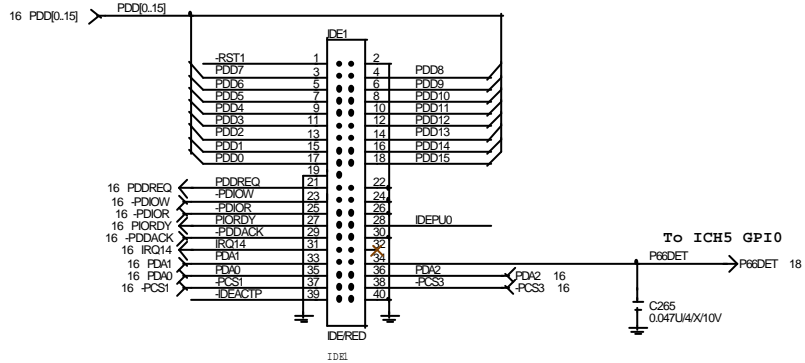 16 PDD[0..15] PDD[0..15]
IDE1
-RST1 1 2
PDD7 3 4 PDD8
PDD6 5 6 PDD9
PDD5 7 8 PDD10
PDD4 9 10 PDD11
PDD3 11 12 PDD12
PDD2 13 14 PDD13
PDD1 15 16 PDD14
PDD0 17 18 PDD15
19
16 PDDREQ PDDREQ 21 22
16 -PDIOW -PDIOW 23 24
16 -PDIOR -PDIOR 25 26
16 PIORDY PIORDY 27 28 IDEPU0
16 -PDDACK -PDDACK 29 30
16 IRQ14 IRQ14 31 32
To ICH5 GPI0
16 PDA1 PDA1 33 34 P66DET P66DET 18
16 PDA0 PDA0 35 36 PDA2 PDA2 16
16 -PCS1 -PCS1 37 38 -PCS3 -PCS3 16
-IDEACTP 39 40
C265
0.047U/4/X/10V
IDE/RED
IDE1